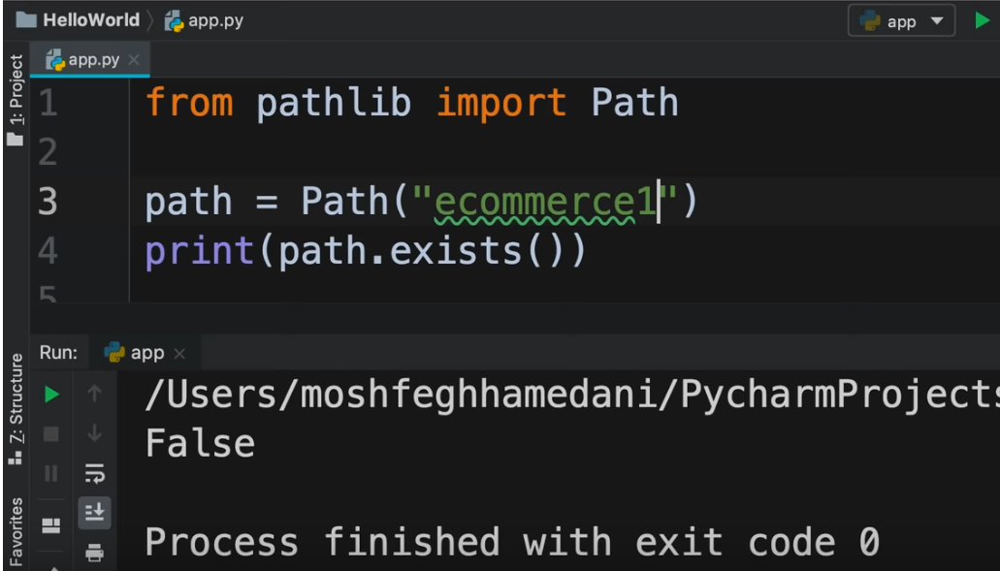 HelloWorld app.py
app
app.py
1: Project
1 from pathlib import Path
2
3 path = Path("ecommerce1")
4 print(path.exists())
5
Run: app
Z: Structure
Favorites
/Users/moshfeghhamedani/PycharmProjects
False
Process finished with exit code 0